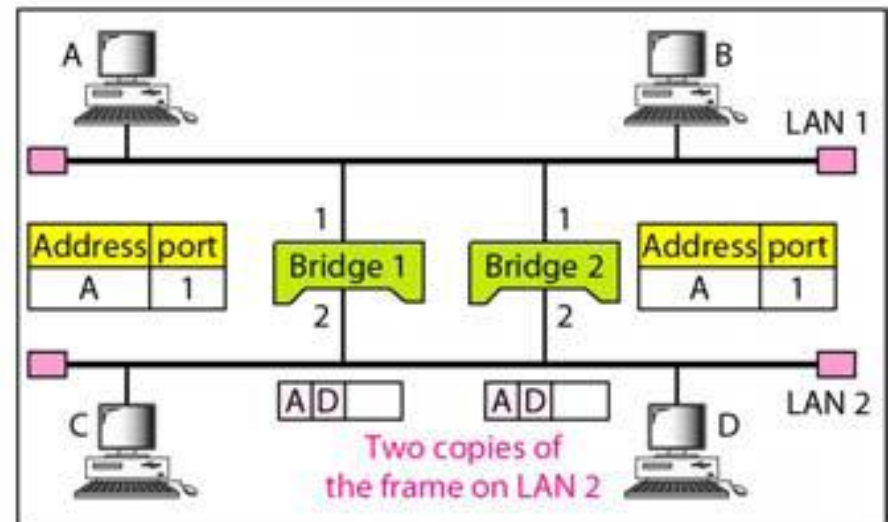 A
B
LAN 1
1
1
Address port
A 1
Bridge 1
Bridge 2
Address port
A 1
2
2
C
A D
A D
D
LAN 2
Two copies of
the frame on LAN 2